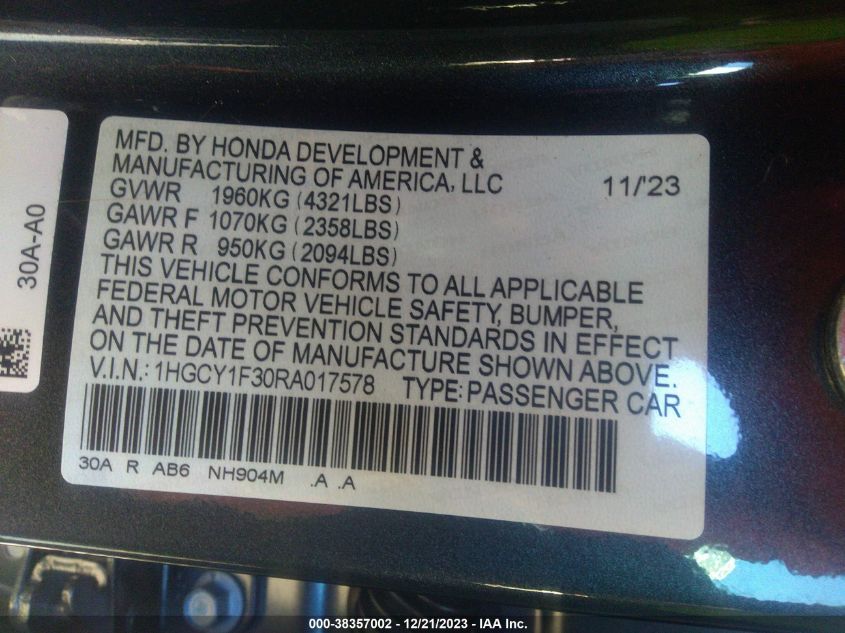 30A-A0
MFD. BY HONDA DEVELOPMENT &
MANUFACTURING OF AMERICA, LLC 11/'23
GVWR 1960KG (4321LBS)
GAWR F 1070KG (2358LBS)
GAWR R 950KG (2094LBS)
THIS VEHICLE CONFORMS TO ALL APPLICABLE
FEDERAL MOTOR VEHICLE SAFETY, BUMPER,
AND THEFT PREVENTION STANDARDS IN EFFECT
ON THE DATE OF MANUFACTURE SHOWN ABOVE.
V.I.N.: 1HGCY1F30RA017578 TYPE: PASSENGER CAR
30A R AB6 NH904M .A .A
000-38357002 - 12/21/2023 - IAA Inc.